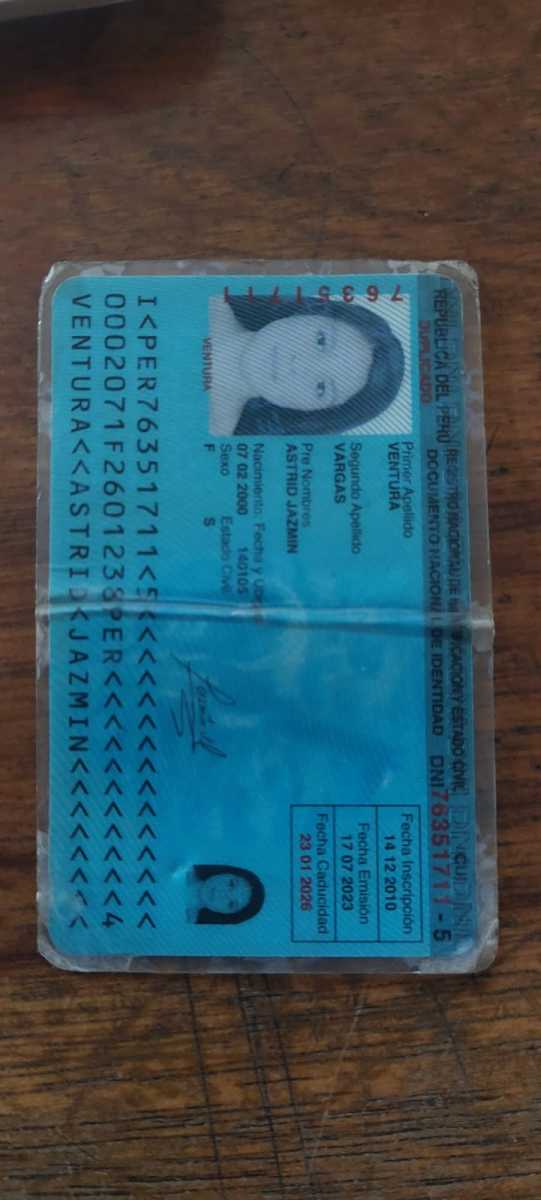 REPUBLICA DEL PERU REGISTRO NACIONAL DE IDENTIFICACION Y ESTADO CIVIL
DUPLICADO
DOCUMENTO NACIONAL DE IDENTIDAD DNI 76351711 - 5
76351711
VENTURA
Primer Apellido
VENTURA
Segundo Apellido
VARGAS
Pre Nombres
ASTRID JAZMIN
Nacimiento: Fecha y Ubigeo
07 02 2000 140105
Sexo Estado Civil
F S
Fecha Inscripción
14 12 2010
Fecha Emisión
17 07 2023
Fecha Caducidad
23 01 2026
I<PER76351711<5<<<<<<<<<<<<<<<
0002071F2601238PER<<<<<<<<<<<4
VENTURA<<ASTRID<JAZMIN<<<<<<<<